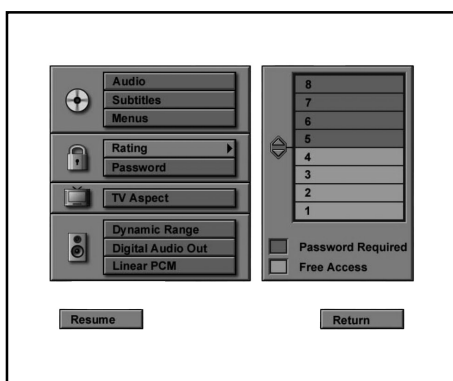 Audio
Subtitles
Menus
Rating
Password
TV Aspect
Dynamic Range
Digital Audio Out
Linear PCM
8
7
6
5
4
3
2
1
Password Required
Free Access
Resume
Return